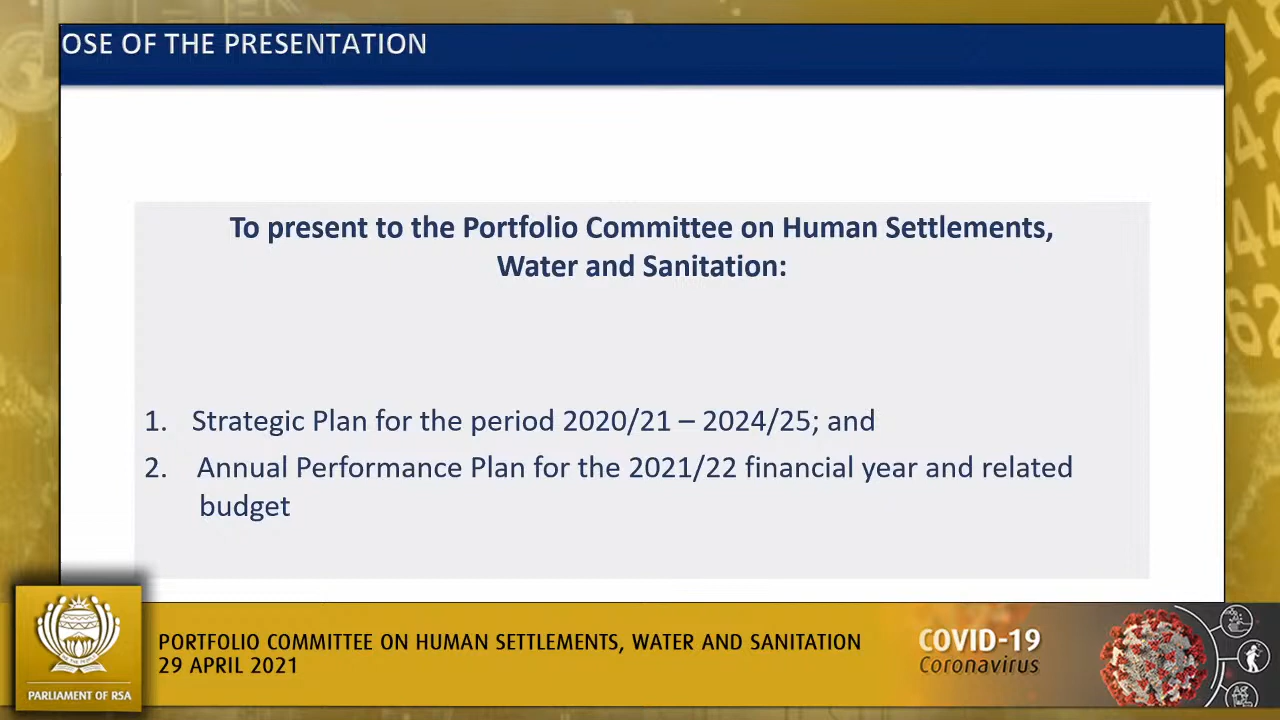 OSE OF THE PRESENTATION
To present to the Portfolio Committee on Human Settlements,
Water and Sanitation:
1. Strategic Plan for the period 2020/21 – 2024/25; and
2. Annual Performance Plan for the 2021/22 financial year and related
budget
PORTFOLIO COMMITTEE ON HUMAN SETTLEMENTS, WATER AND SANITATION
29 APRIL 2021
PARLIAMENT OF RSA
COVID-19
Coronavirus